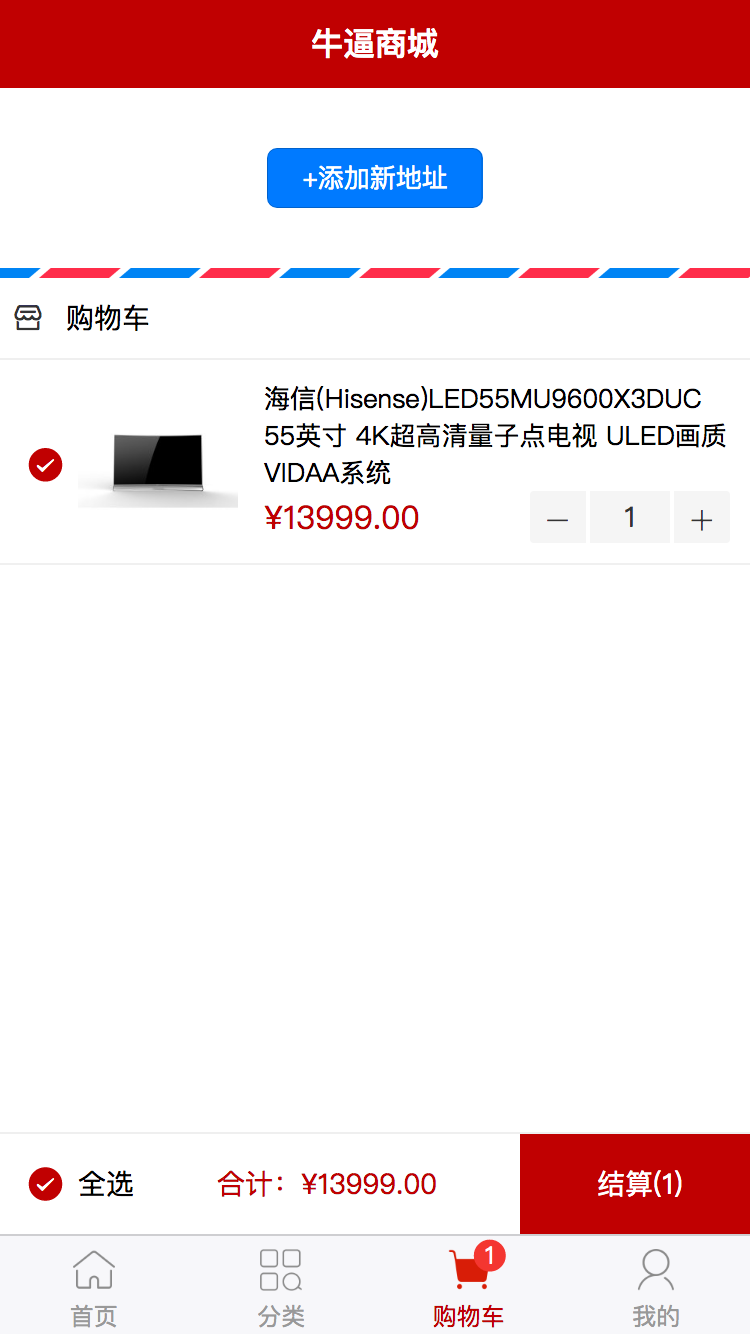 牛逼商城
+添加新地址
购物车
海信(Hisense)LED55MU9600X3DUC
55英寸 4K超高清量子点电视 ULED画质
VIDAA系统
¥13999.00
1
全选
合计：¥13999.00
结算(1)
1
首页
分类
购物车
我的